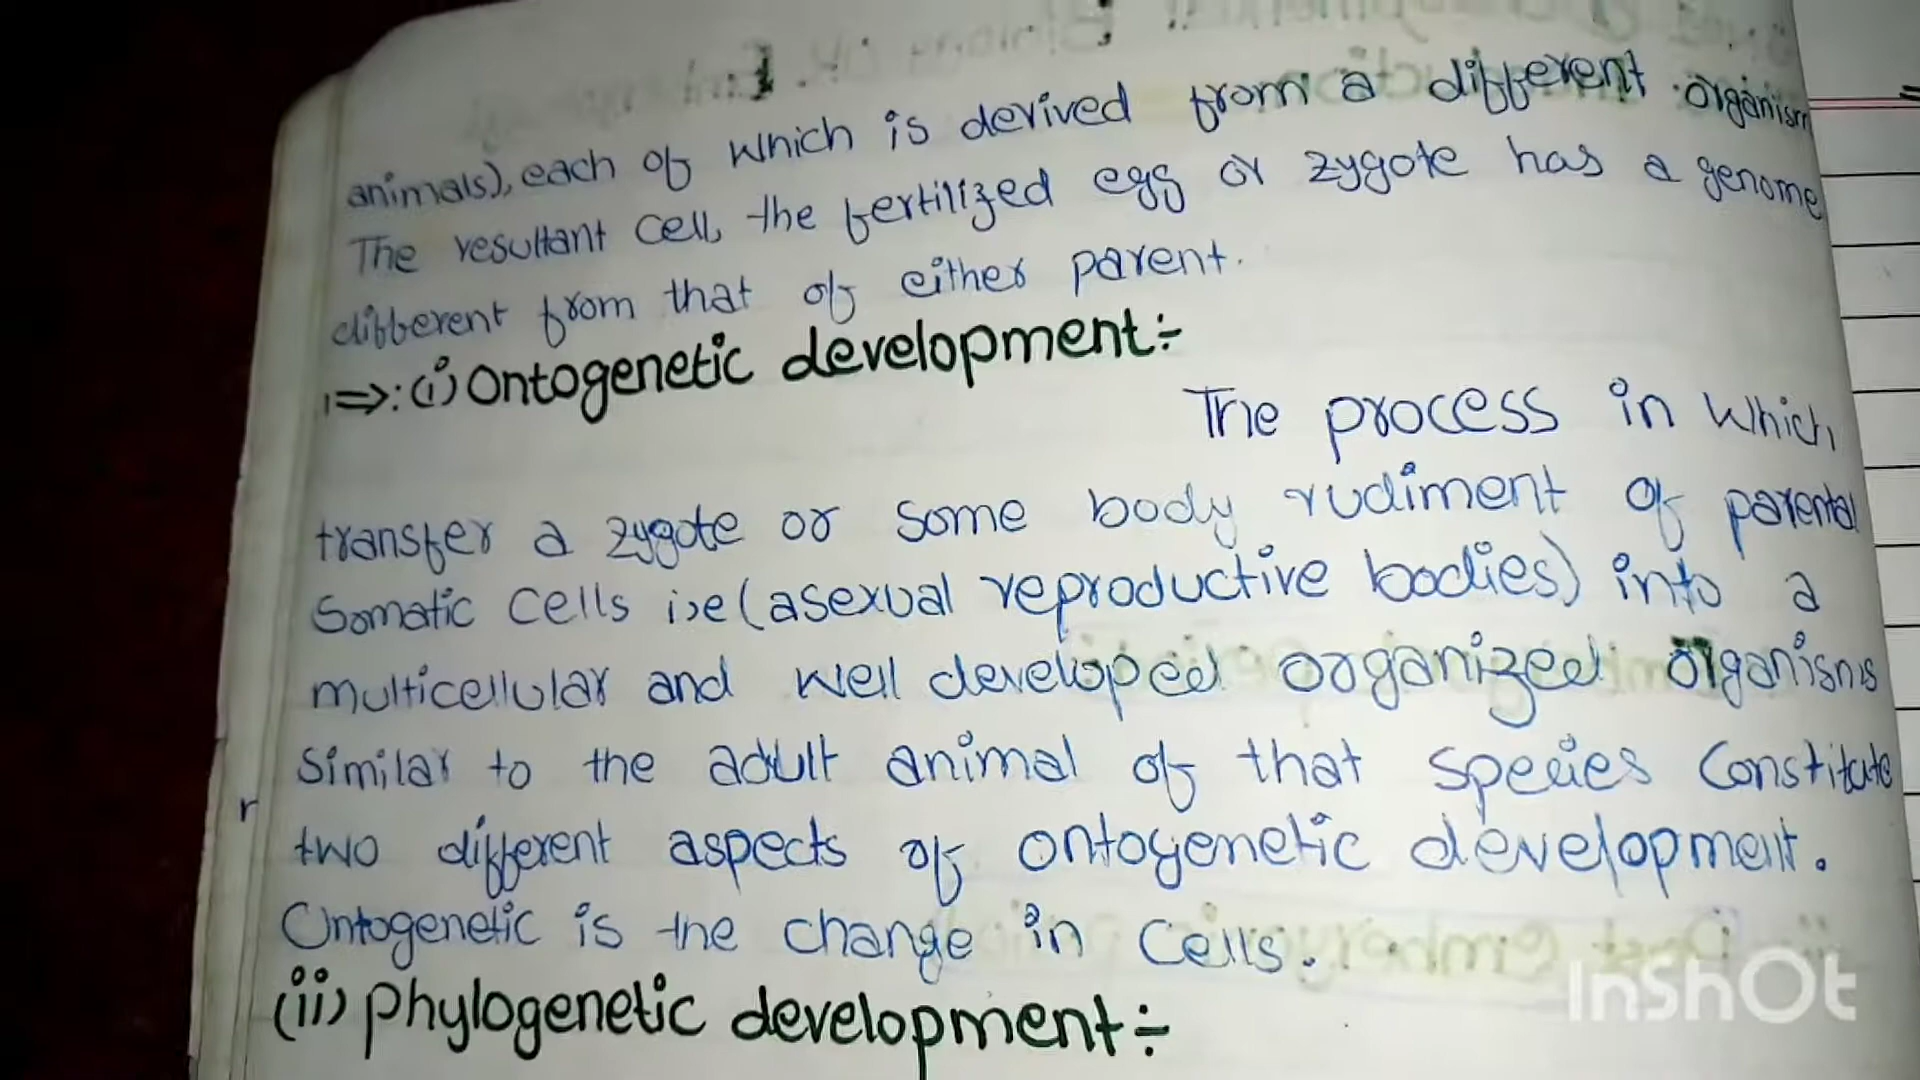 animals), each of which is derived from a different organism
The resultant cell, the fertilized egg or zygote has a genome
different from that of either parent.
⇒: (i) Ontogenetic development:-
The process in which
transfer a zygote or some body rudiment of parental
Somatic cells i.e (asexual reproductive bodies) into a
multicellular and well developed organized organisms
Similar to the adult animal of that species Constitute
two different aspects of ontogenetic development.
Ontogenetic is the change in cells.
(ii) Phylogenetic development:-
InShOt